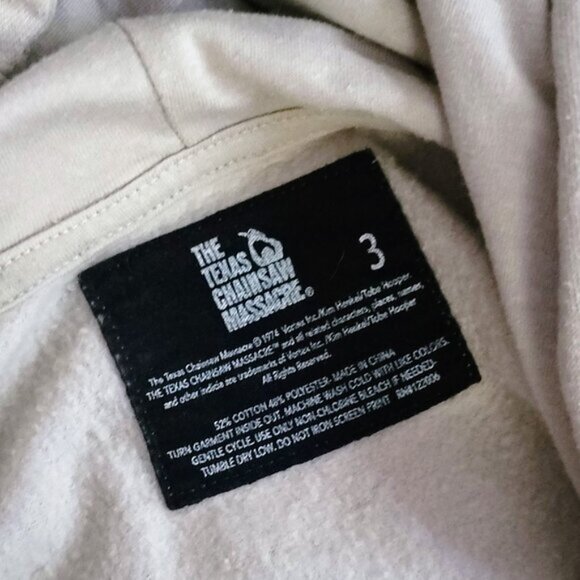 THE
TEXAS
CHAINSAW
MASSACRE®
3
The Texas Chainsaw Massacre © 1974 Vortex Inc./Kim Henkel/Tobe Hooper.
THE TEXAS CHAINSAW MASSACRE™ and all related characters, places, names,
and other indicia are trademarks of Vortex Inc./Kim Henkel/Tobe Hooper
All Rights Reserved.
52% COTTON 48% POLYESTER• MADE IN CHINA
TURN GARMENT INSIDE OUT. MACHINE WASH COLD WITH LIKE COLORS.
GENTLE CYCLE. USE ONLY NON-CHLORINE BLEACH IF NEEDED
TUMBLE DRY LOW. DO NOT IRON SCREEN PRINT RN#123606